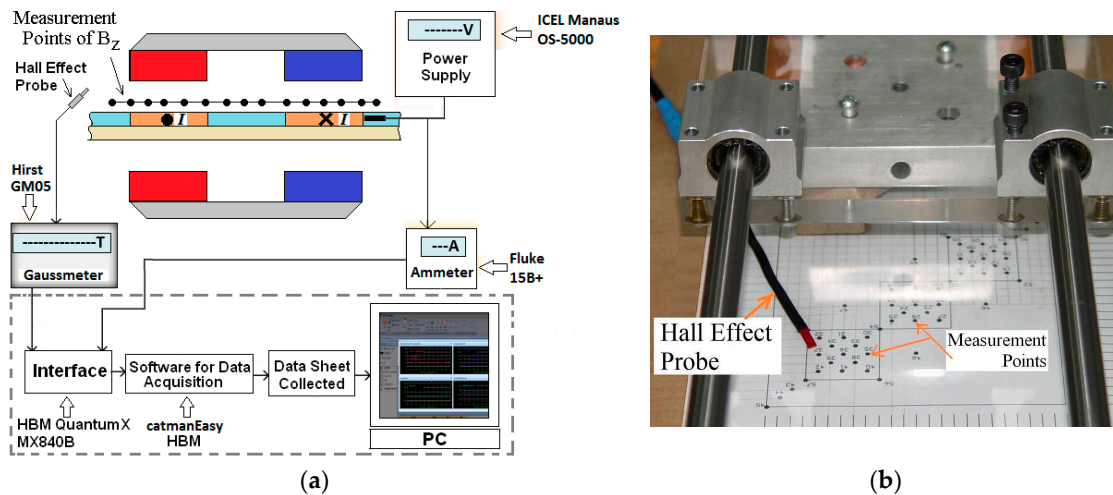 Measurement
Points of BZ
Hall Effect
Probe
-------V
Power
Supply
ICEL Manaus
OS-5000
I
I
Hirst
GM05
--------------T
Gaussmeter
---A
Ammeter
Fluke
15B+
Interface
Software for Data
Acquisition
Data Sheet
Collected
PC
HBM QuantumX
MX840B
catmanEasy
HBM
(a)
Hall Effect
Probe
Measurement
Points
(b)